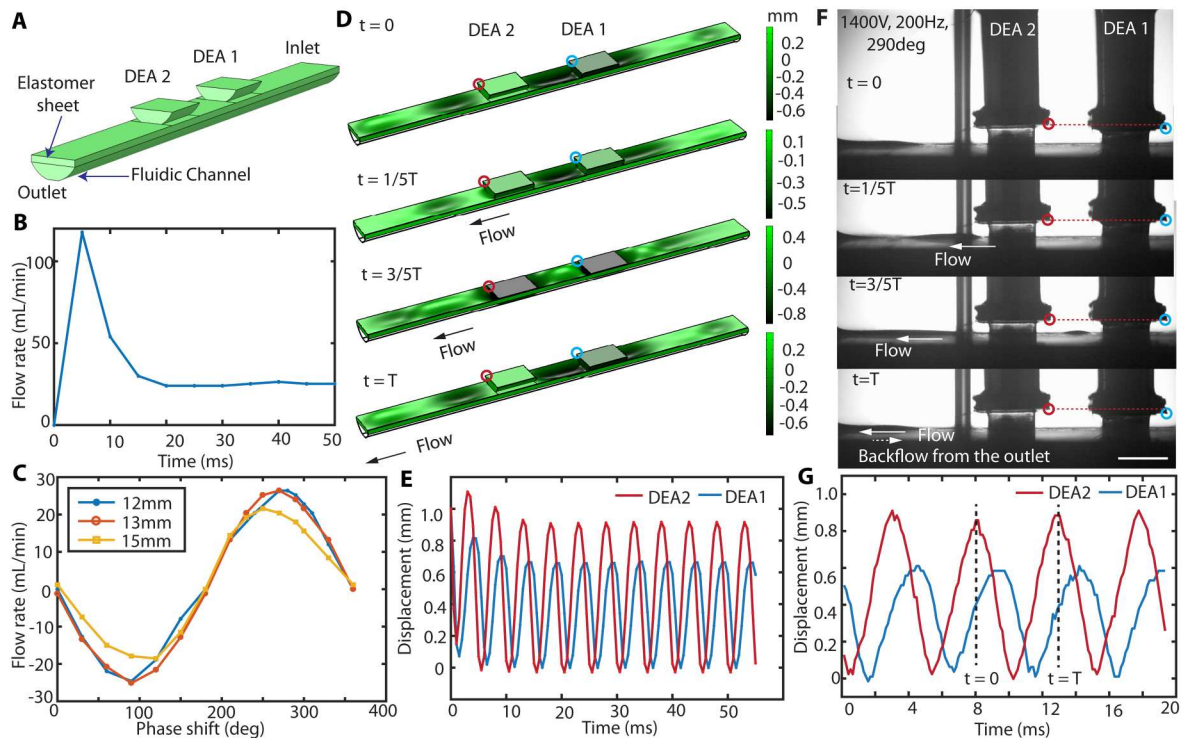 A
Inlet
DEA 1
DEA 2
Elastomer
sheet
Outlet
Fluidic Channel
B
Flow rate (mL/min)
100
50
0
0 10 20 30 40 50
Time (ms)
C
Flow rate (mL/min)
30
20
10
0
-10
-20
-30
12mm
13mm
15mm
0 100 200 300 400
Phase shift (deg)
D
t = 0
DEA 2 DEA 1
mm
0.2
0
-0.2
-0.4
-0.6
t = 1/5T
Flow
0.1
-0.1
-0.3
-0.5
t = 3/5T
Flow
0.4
0
-0.4
-0.8
t = T
Flow
0.2
0
-0.2
-0.4
-0.6
E
DEA2 DEA1
Displacement (mm)
1.0
0.8
0.6
0.4
0.2
0
0 10 20 30 40 50 60
Time (ms)
F
1400V, 200Hz,
290deg
DEA 2 DEA 1
t = 0
t=1/5T
Flow
t=3/5T
Flow
t=T
Flow
Backflow from the outlet
G
DEA2 DEA1
Displacement (mm)
1.0
0.8
0.6
0.4
0.2
0
t = 0 t = T
0 4 8 12 16 20
Time (ms)